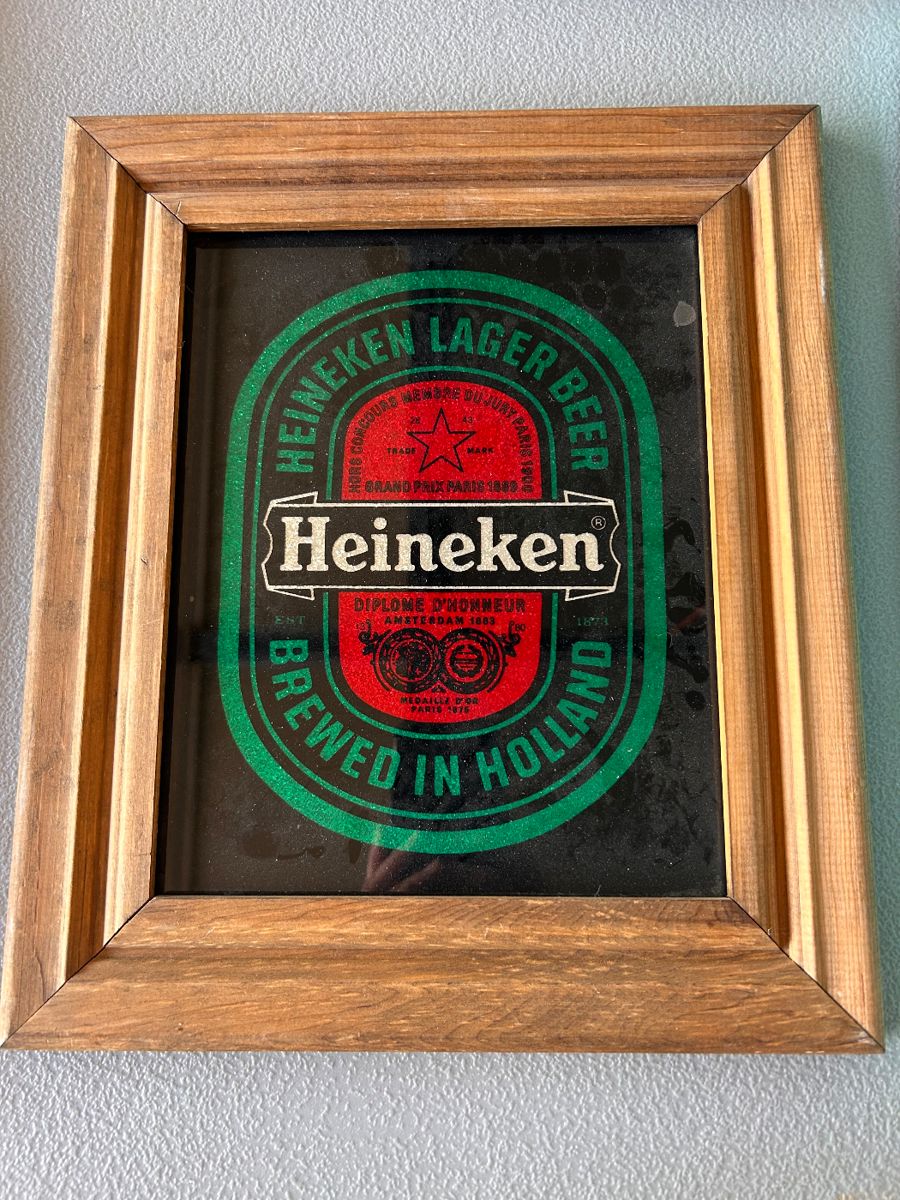 HEINEKEN LAGER BEER
HORS CONCOURS MEMBRE DU JURY PARIS 1900
TRADE MARK
GRAND PRIX PARIS 1889
Heineken®
DIPLOME D'HONNEUR
AMSTERDAM 1883
EST 1873
MEDAILLE D'OR
PARIS 1875
BREWED IN HOLLAND